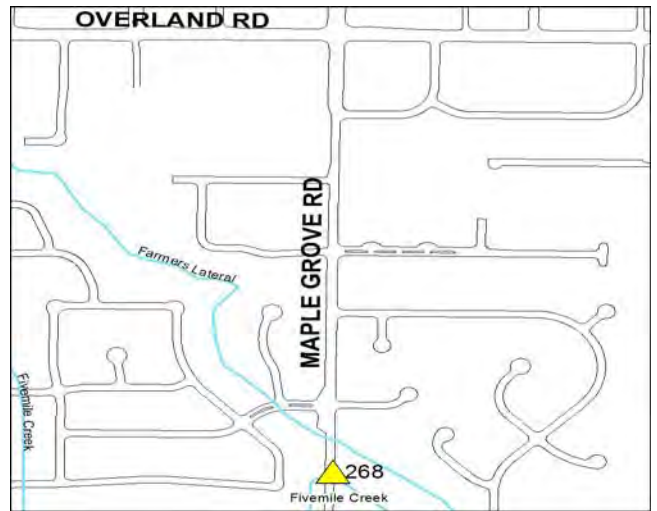 OVERLAND RD
MAPLE GROVE RD
Farmers Lateral
Fivemile Creek
268
Fivemile Creek